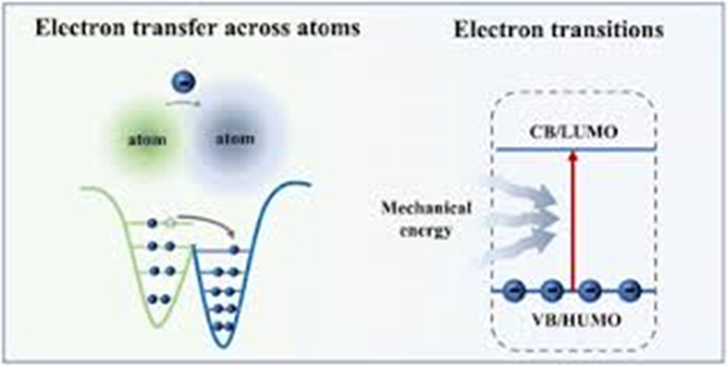 Electron transfer across atoms
Electron transitions
atom
atom
CB/LUMO
Mechanical
energy
VB/HUMO